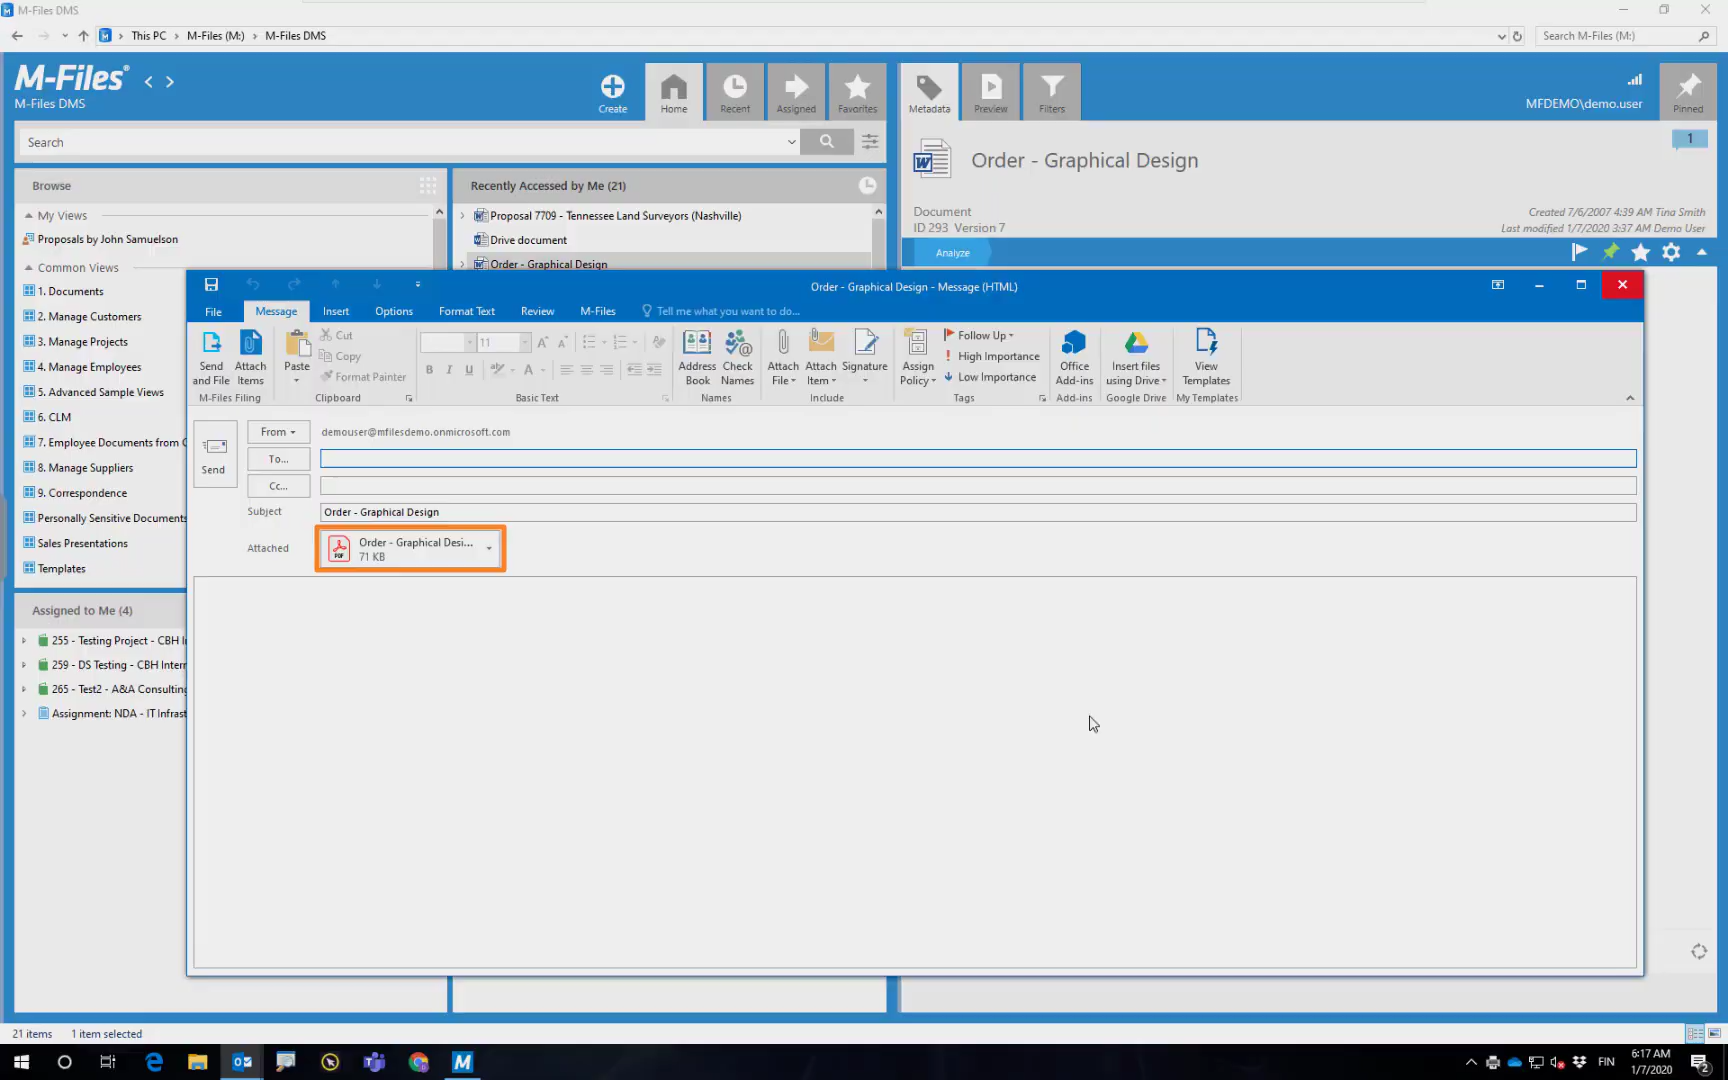 M-Files DMS
This PC > M-Files (M:) > M-Files DMS
Search M-Files (M:)
M-Files®
M-Files DMS
Create
Home
Recent
Assigned
Favorites
Metadata
Preview
Filters
MFDEMO\demo.user
Pinned
Search
1
Order - Graphical Design
Document
ID 293 Version 7
Created 7/6/2007 4:39 AM Tina Smith
Last modified 1/7/2020 3:37 AM Demo User
Analyze
Browse
My Views
Proposals by John Samuelson
Common Views
1. Documents
2. Manage Customers
3. Manage Projects
4. Manage Employees
5. Advanced Sample Views
6. CLM
7. Employee Documents from
8. Manage Suppliers
9. Correspondence
Personally Sensitive Documents
Sales Presentations
Templates
Recently Accessed by Me (21)
Proposal 7709 - Tennessee Land Surveyors (Nashville)
Drive document
Order - Graphical Design
Assigned to Me (4)
255 - Testing Project - CBH
259 - DS Testing - CBH Inter
265 - Test2 - A&A Consulting
Assignment: NDA - IT Infrast
Order - Graphical Design - Message (HTML)
File
Message
Insert
Options
Format Text
Review
M-Files
Tell me what you want to do...
Send and File
Attach Items
M-Files Filing
Paste
Cut
Copy
Format Painter
Clipboard
11
B I U
Basic Text
Address Book
Check Names
Names
Attach File
Attach Item
Signature
Include
Assign Policy
Follow Up
High Importance
Low Importance
Tags
Office Add-ins
Add-ins
Insert files using Drive
Google Drive
View Templates
My Templates
Send
From
demouser@mfilesdemo.onmicrosoft.com
To...
Cc...
Subject
Order - Graphical Design
Attached
PDF
Order - Graphical Desi...
71 KB
21 items
1 item selected
FIN
6:17 AM
1/7/2020
2